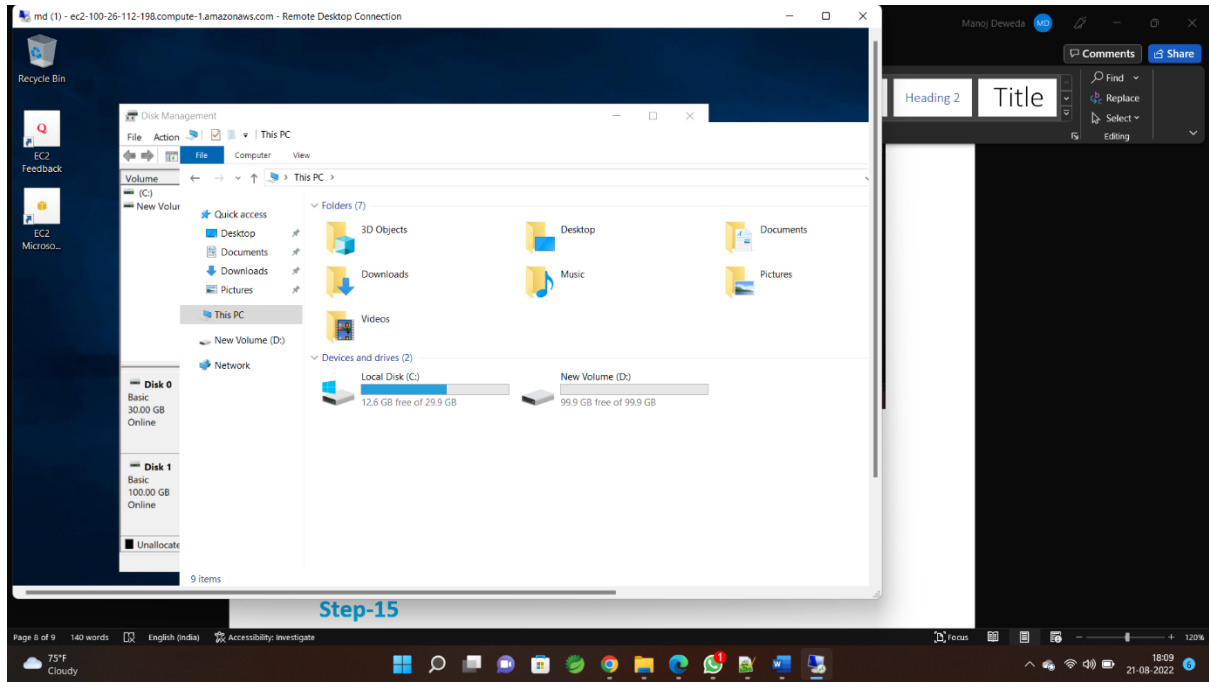 md (1) - ec2-100-26-112-198.compute-1.amazonaws.com - Remote Desktop Connection
Manoj Deweda MD
Comments Share
Recycle Bin
Heading 2 Title
Find
Replace
Select
Editing
EC2
Feedback
EC2
Microso...
Disk Management
File Action
This PC
File Computer View
This PC
Volume
(C:)
New Volur
Quick access
Desktop
Documents
Downloads
Pictures
This PC
New Volume (D:)
Network
Folders (7)
3D Objects Desktop Documents
Downloads Music Pictures
Videos
Devices and drives (2)
Local Disk (C:) New Volume (D:)
12.6 GB free of 29.9 GB 99.9 GB free of 99.9 GB
Disk 0
Basic
30.00 GB
Online
Disk 1
Basic
100.00 GB
Online
Unallocate
9 items
Step-15
Page 8 of 9 140 words English (India) Accessibility: Investigate Focus 120%
75°F
Cloudy
1
18:09
21-08-2022
6